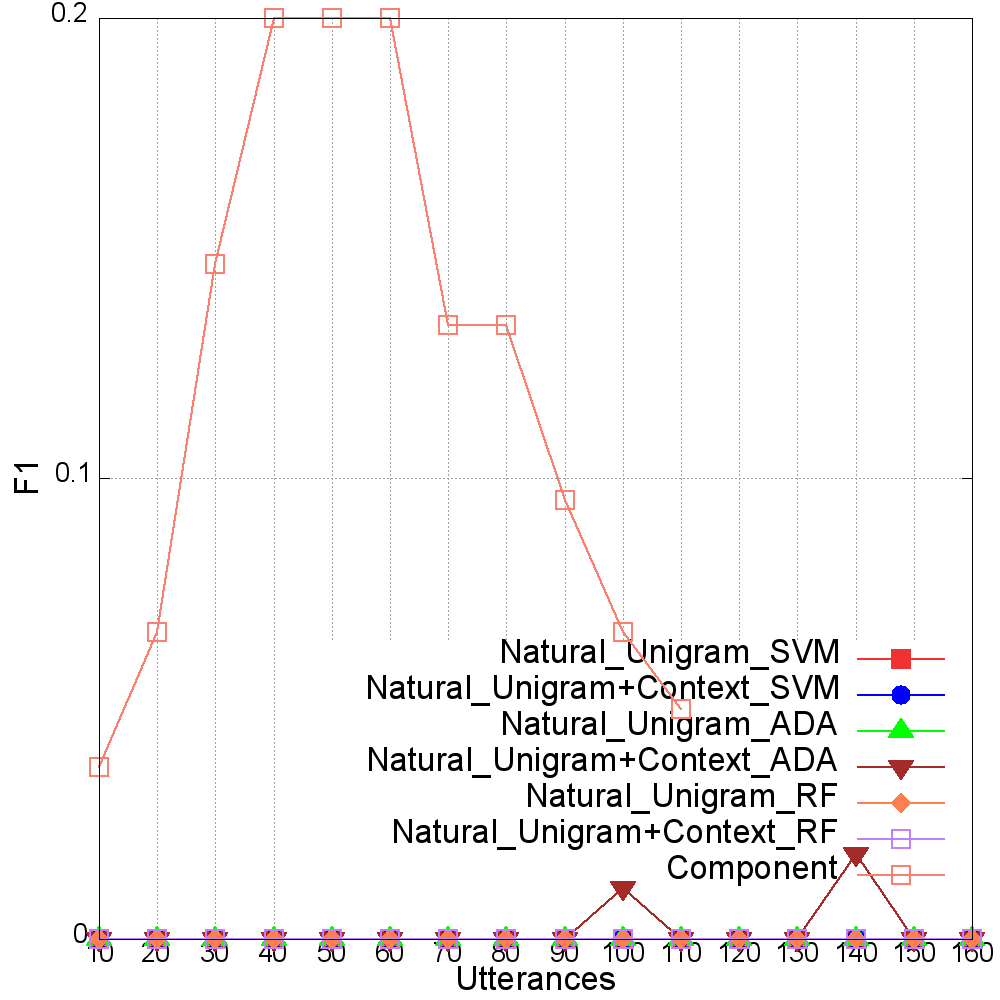 0.2
0.1
0
F1
Natural_Unigram_SVM
Natural_Unigram+Context_SVM
Natural_Unigram_ADA
Natural_Unigram+Context_ADA
Natural_Unigram_RF
Natural_Unigram+Context_RF
Component
10 20 30 40 50 60 70 80 90 100 110 120 130 140 150 160
Utterances